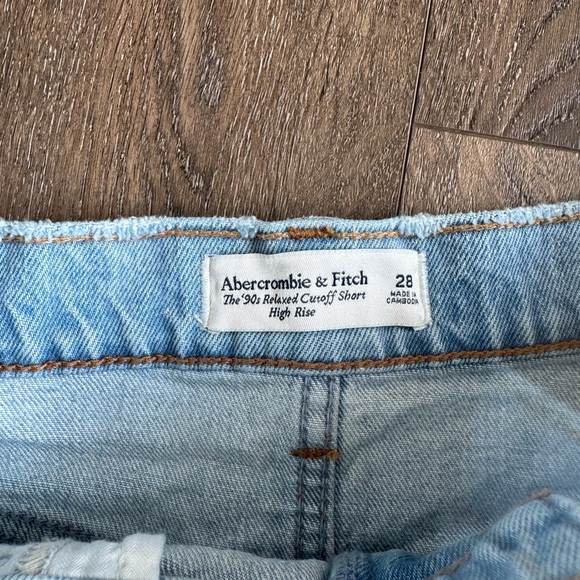 Abercrombie & Fitch 28
The '90s Relaxed Cutoff Short MADE IN
High Rise CAMBODIA